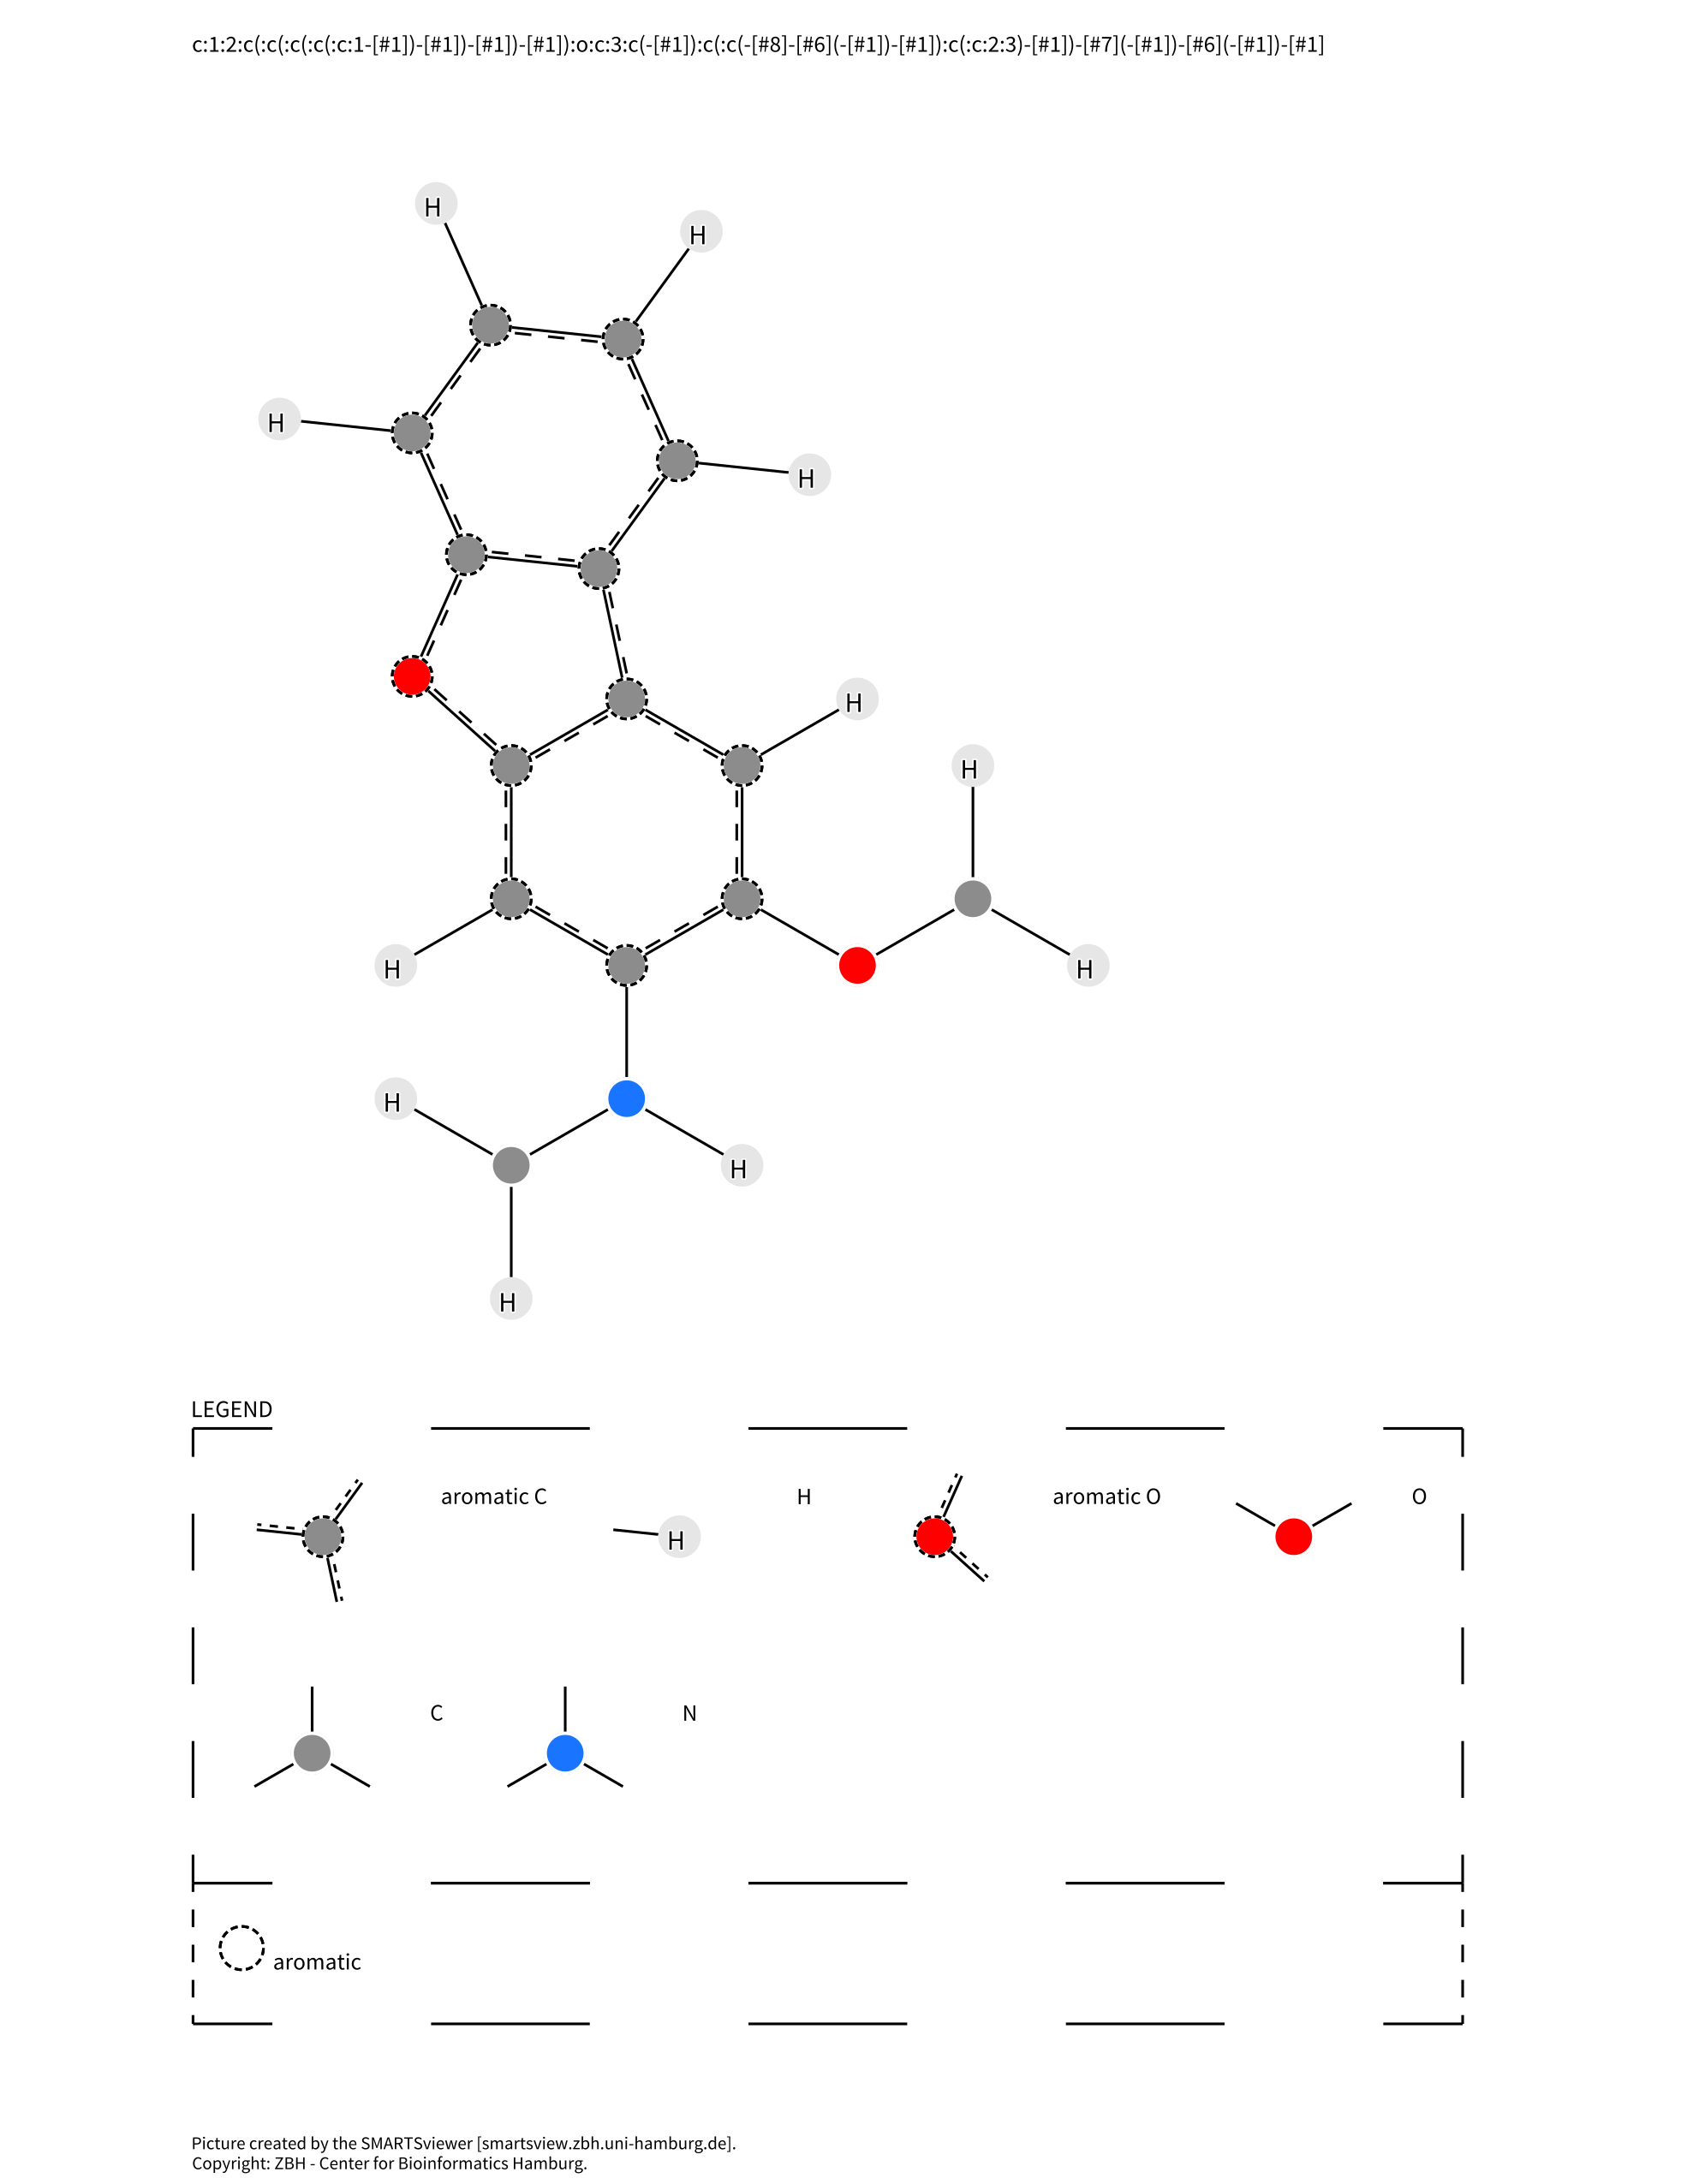 c:1:2:c(:c(:c(:c(:c:1-[#1])-[#1])-[#1])-[#1]):o:c:3:c(-[#1]):c(:c(-[#8]-[#6](-[#1])-[#1]):c(:c:2:3)-[#1])-[#7](-[#1])-[#6](-[#1])-[#1]
H
H
H
H
H
H
H
H
H
H
H
LEGEND
aromatic C H aromatic O O
H
C N
aromatic
Picture created by the SMARTSviewer [smartsview.zbh.uni-hamburg.de].
Copyright: ZBH - Center for Bioinformatics Hamburg.